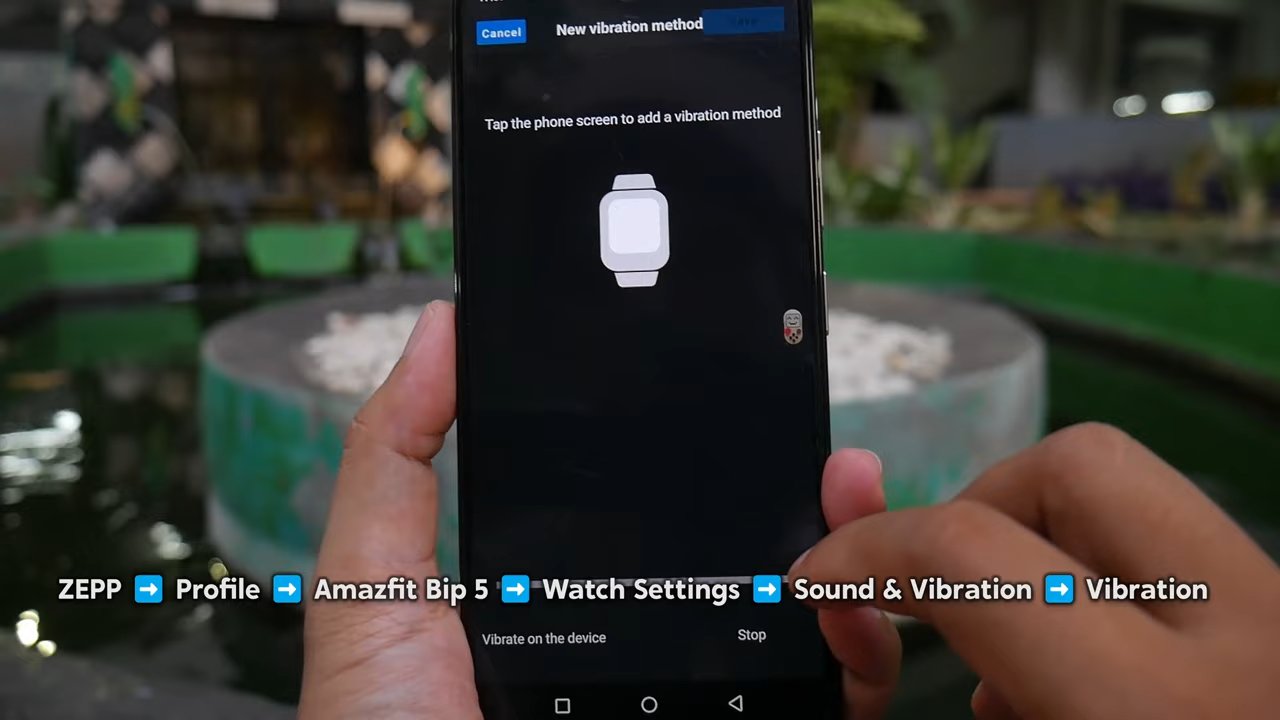 Cancel New vibration method
Tap the phone screen to add a vibration method
ZEPP ➡ Profile ➡ Amazfit Bip 5 ➡ Watch Settings ➡ Sound & Vibration ➡ Vibration
Vibrate on the device Stop